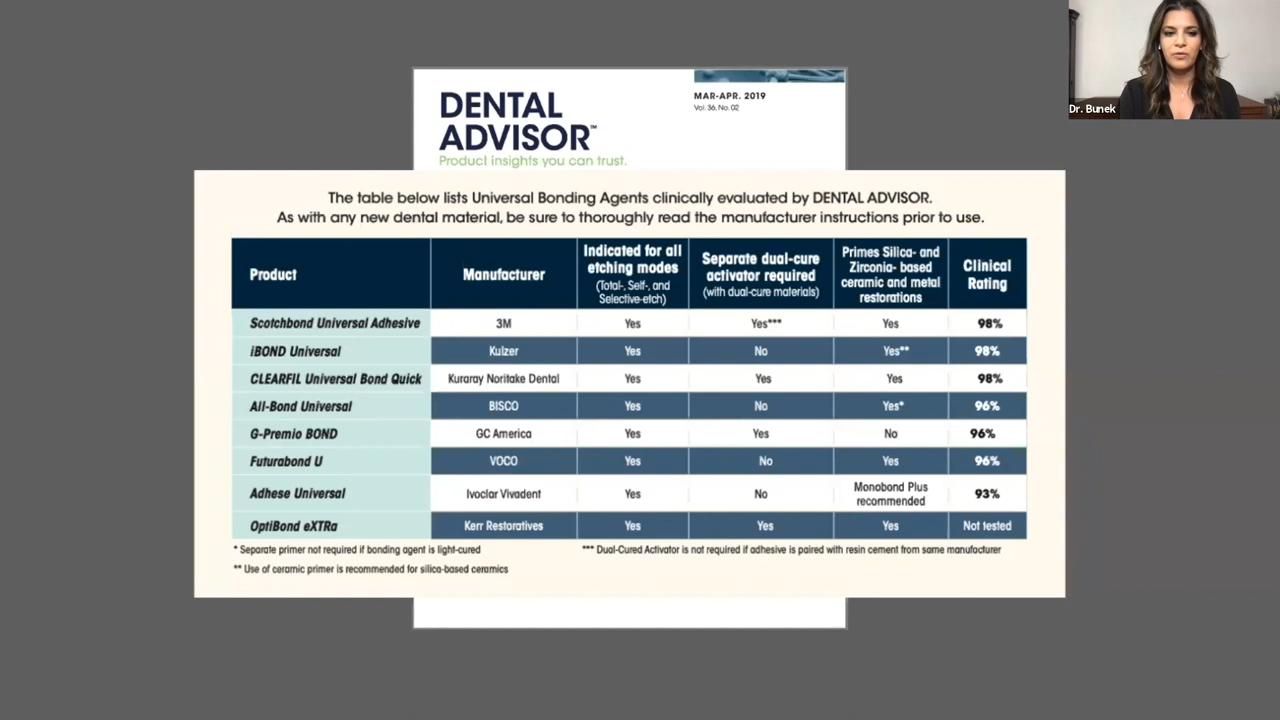 Dr. Bunek
MAR-APR. 2019
Vol. 36, No. 02
DENTAL
ADVISOR™
Product insights you can trust.
The table below lists Universal Bonding Agents clinically evaluated by DENTAL ADVISOR.
As with any new dental material, be sure to thoroughly read the manufacturer instructions prior to use.
Product Manufacturer Indicated for all etching modes (Total-, Self-, and Selective-etch) Separate dual-cure activator required (with dual-cure materials) Primes Silica- and Zirconia- based ceramic and metal restorations Clinical Rating
Scotchbond Universal Adhesive 3M Yes Yes*** Yes 98%
iBOND Universal Kulzer Yes No Yes** 98%
CLEARFIL Universal Bond Quick Kuraray Noritake Dental Yes Yes Yes 98%
All-Bond Universal BISCO Yes No Yes* 96%
G-Premio BOND GC America Yes Yes No 96%
Futurabond U VOCO Yes No Yes 96%
Adhese Universal Ivoclar Vivadent Yes No Monobond Plus recommended 93%
OptiBond eXTRa Kerr Restoratives Yes Yes Yes Not tested
* Separate primer not required if bonding agent is light-cured
*** Dual-Cured Activator is not required if adhesive is paired with resin cement from same manufacturer
** Use of ceramic primer is recommended for silica-based ceramics